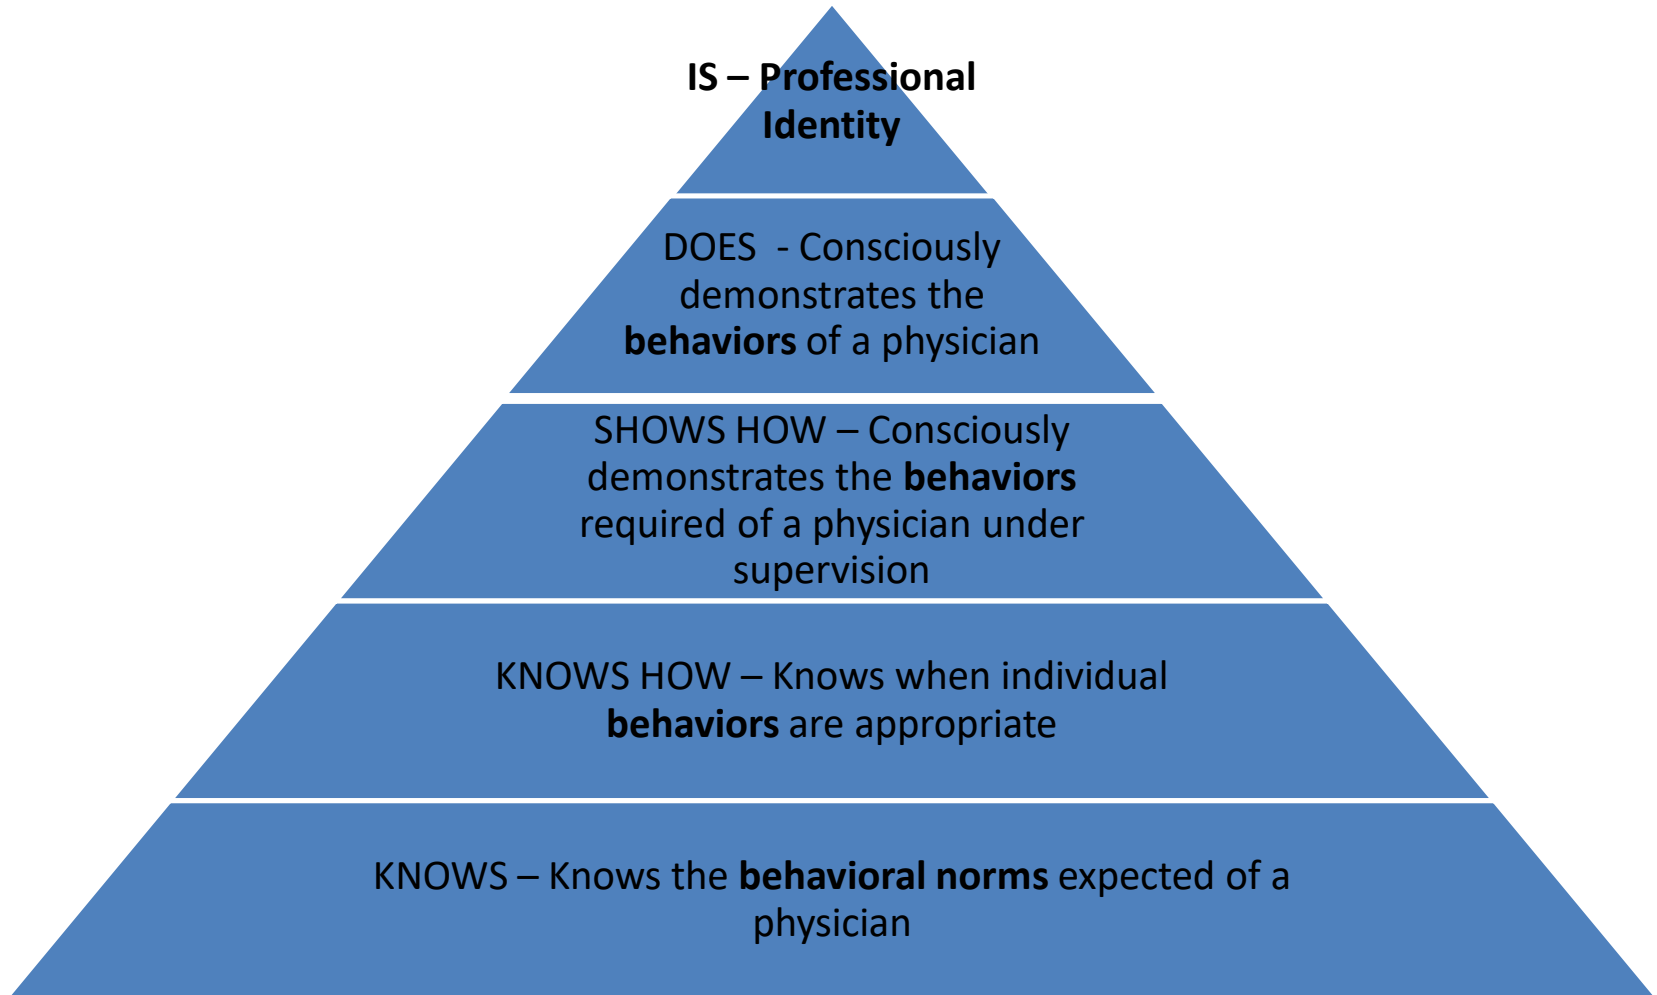 IS – Professional
Identity
DOES  - Consciously
demonstrates the
behaviors of a physician
SHOWS HOW – Consciously
demonstrates the behaviors
required of a physician under
supervision
KNOWS HOW – Knows when individual
behaviors are appropriate
KNOWS – Knows the behavioral norms expected of a
physician